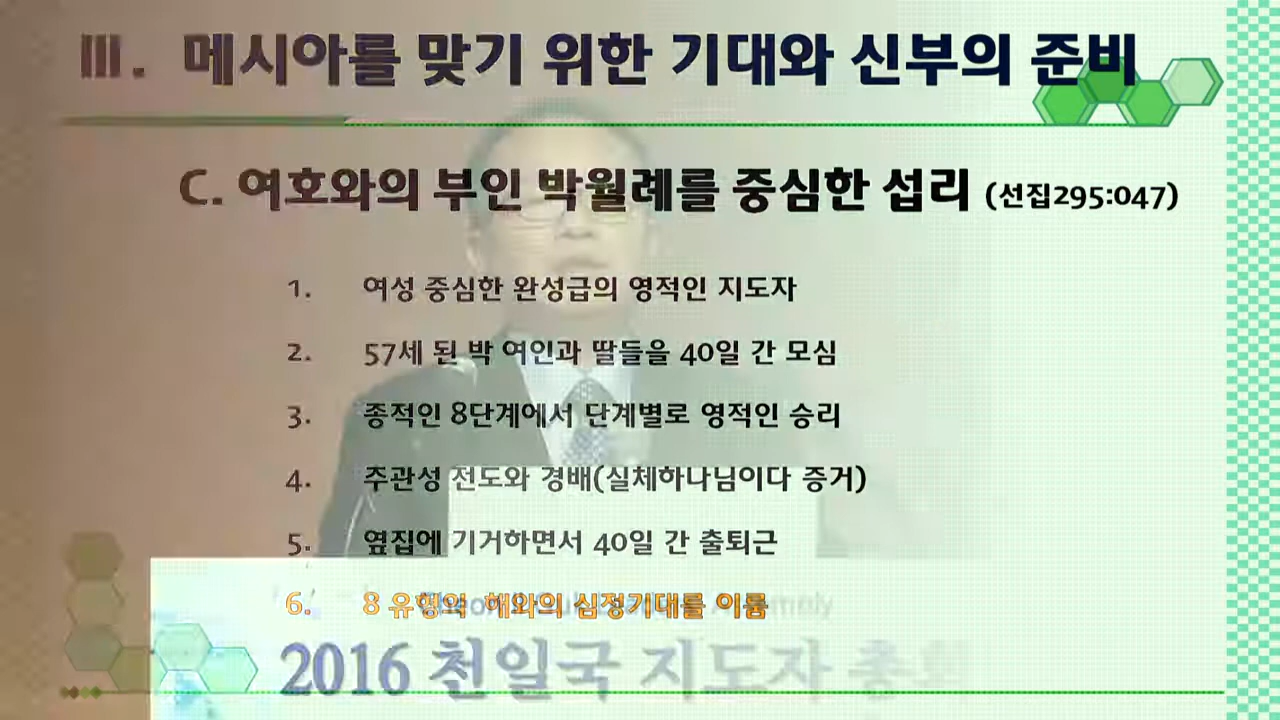 III. 메시아를 맞기 위한 기대와 신부의 준비
C. 여호와의 부인 박월례를 중심한 섭리 (선집295:047)
1. 여성 중심한 완성급의 영적인 지도자
2. 57세 된 박 여인과 딸들을 40일 간 모심
3. 종적인 8단계에서 단계별로 영적인 승리
4. 주관성 전도와 경배(실체하나님이다 증거)
5. 옆집에 기거하면서 40일 간 출퇴근
6. 8 유형의 해와의 심정기대를 이룸
2016 천일국 지도자